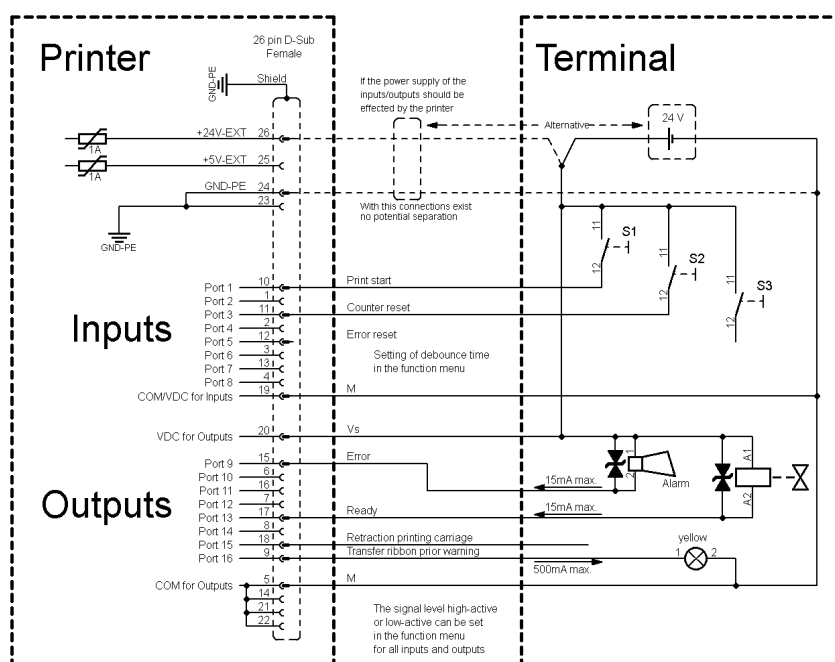 Printer
26 pin D-Sub
Female
Terminal
GND-PE
Shield
If the power supply of the
inputs/outputs should be
effected by the printer
Alternative
24 V
+24V-EXT 26
1A
+5V-EXT 25
1A
GND-PE 24
23
GND-PE
With this connections exist
no potential separation
11
S1
12
11
S2
12
11
S3
12
Inputs
Port 1 10 Print start
Port 2 1
Port 3 11 Counter reset
Port 4 2
Port 5 12 Error reset
Port 6 3
Port 7 13
Port 8 4
Setting of debounce time
in the function menu
COM/VDC for Inputs 19 M
VDC for Outputs 20 Vs
Outputs
Port 9 15 Error
Port 10 6
Port 11 16
Port 12 7
Port 13 17 Ready
Port 14 8
Port 15 18 Retraction printing carriage
Port 16 9 Transfer ribbon prior warning
15mA max.
15mA max.
500mA max.
1
2
Alarm
A1
A2
yellow
1 2
COM for Outputs 5 M
14
21
22
The signal level high-active
or low-active can be set
in the function menu
for all inputs and outputs